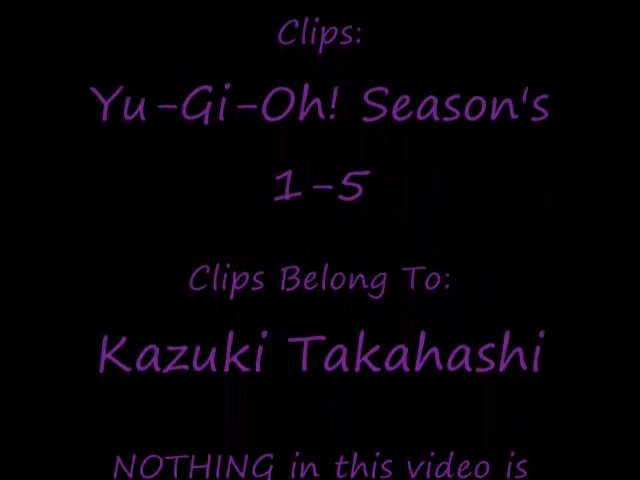 Clips:
Yu-Gi-Oh! Season's
1-5
Clips Belong To:
Kazuki Takahashi
NOTHING in this video is